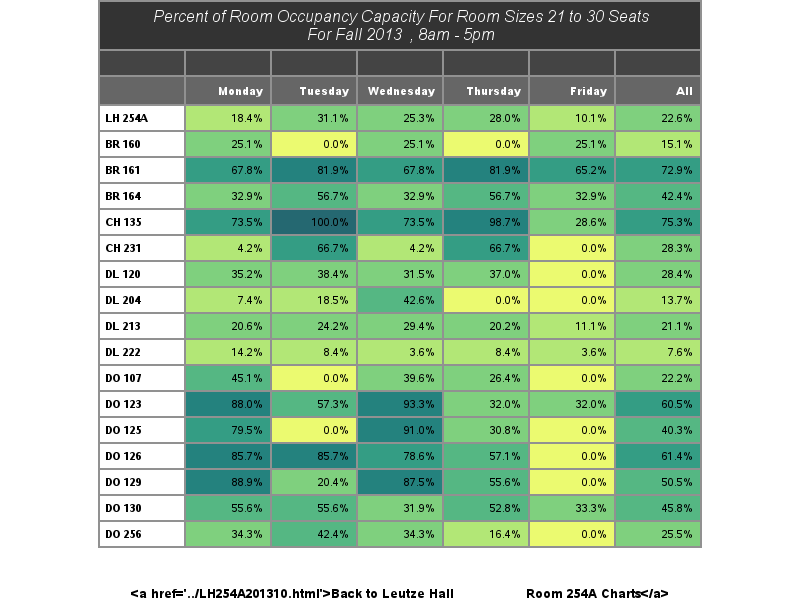 Percent of Room Occupancy Capacity For Room Sizes 21 to 30 Seats
For Fall 2013 , 8am - 5pm
Monday Tuesday Wednesday Thursday Friday All
LH 254A 18.4% 31.1% 25.3% 28.0% 10.1% 22.6%
BR 160 25.1% 0.0% 25.1% 0.0% 25.1% 15.1%
BR 161 67.8% 81.9% 67.8% 81.9% 65.2% 72.9%
BR 164 32.9% 56.7% 32.9% 56.7% 32.9% 42.4%
CH 135 73.5% 100.0% 73.5% 98.7% 28.6% 75.3%
CH 231 4.2% 66.7% 4.2% 66.7% 0.0% 28.3%
DL 120 35.2% 38.4% 31.5% 37.0% 0.0% 28.4%
DL 204 7.4% 18.5% 42.6% 0.0% 0.0% 13.7%
DL 213 20.6% 24.2% 29.4% 20.2% 11.1% 21.1%
DL 222 14.2% 8.4% 3.6% 8.4% 3.6% 7.6%
DO 107 45.1% 0.0% 39.6% 26.4% 0.0% 22.2%
DO 123 88.0% 57.3% 93.3% 32.0% 32.0% 60.5%
DO 125 79.5% 0.0% 91.0% 30.8% 0.0% 40.3%
DO 126 85.7% 85.7% 78.6% 57.1% 0.0% 61.4%
DO 129 88.9% 20.4% 87.5% 55.6% 0.0% 50.5%
DO 130 55.6% 55.6% 31.9% 52.8% 33.3% 45.8%
DO 256 34.3% 42.4% 34.3% 16.4% 0.0% 25.5%
<a href='../LH254A201310.html'>Back to Leutze Hall Room 254A Charts</a>